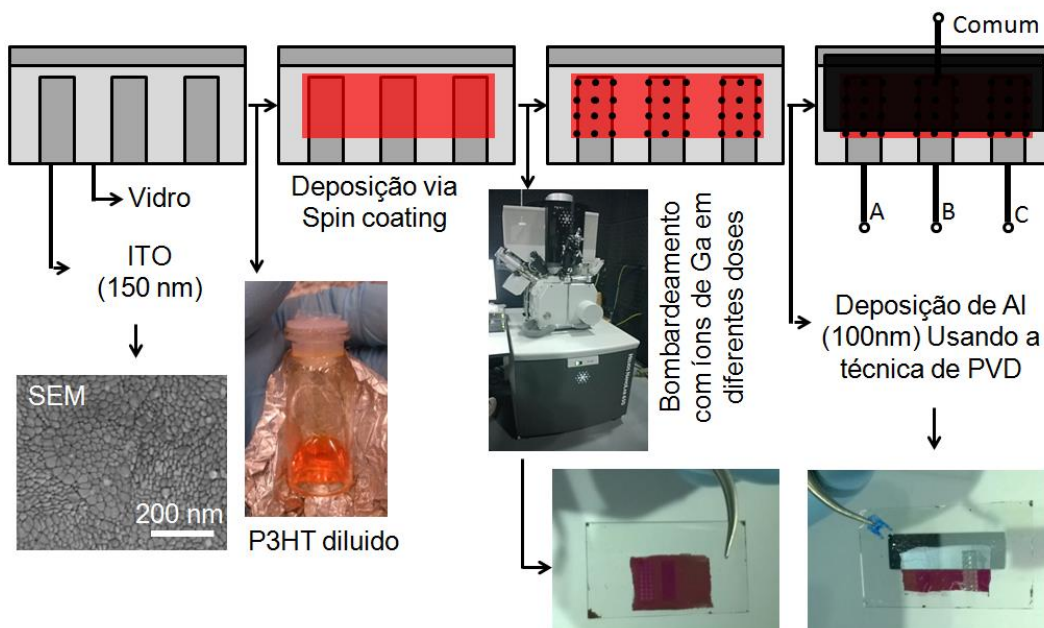 Comum
Vidro
ITO
(150 nm)
SEM
200 nm
Deposição via
Spin coating
P3HT diluido
Bombardeamento
com íons de Ga em
diferentes doses
A
B
C
Deposição de Al
(100nm) Usando a
técnica de PVD